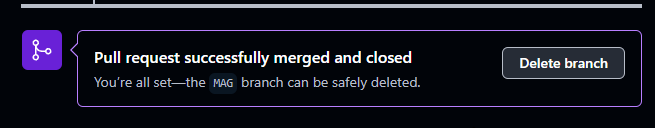 Pull request successfully merged and closed
You’re all set—the MAG branch can be safely deleted.
Delete branch